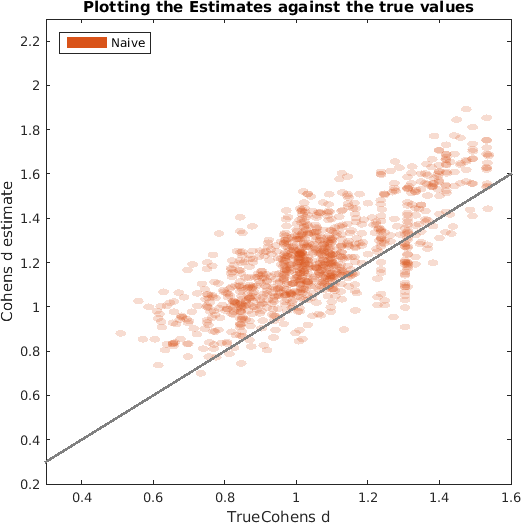 Plotting the Estimates against the true values
Naive
Cohens d estimate
2.2
2
1.8
1.6
1.4
1.2
1
0.8
0.6
0.4
0.2
0.4 0.6 0.8 1 1.2 1.4 1.6
TrueCohens d